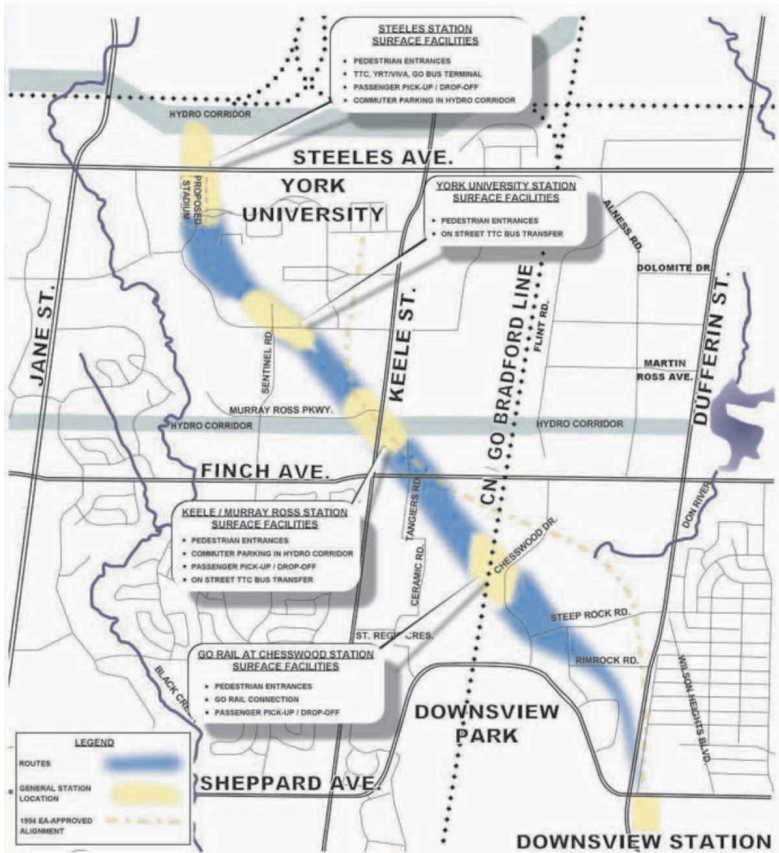 STEELES STATION
SURFACE FACILITIES
• PEDESTRIAN ENTRANCES
• TTC, YRT/VIVA, GO BUS TERMINAL
• PASSENGER PICK-UP / DROP-OFF
• COMMUTER PARKING IN HYDRO CORRIDOR
HYDRO CORRIDOR
STEELES AVE.
PROPOSED
STADIUM
YORK
UNIVERSITY
YORK UNIVERSITY STATION
SURFACE FACILITIES
• PEDESTRIAN ENTRANCES
• ON STREET TTC BUS TRANSFER
ALNESS RD.
DOLOMITE DR.
JANE ST.
KEELE ST.
CN / GO BRADFORD LINE
FLINT RD.
DUFFERIN ST.
SENTINEL RD.
MARTIN
ROSS AVE.
MURRAY ROSS PKWY.
HYDRO CORRIDOR
HYDRO CORRIDOR
FINCH AVE.
TANGIERS RD.
DON RIVER
KEELE / MURRAY ROSS STATION
SURFACE FACILITIES
• PEDESTRIAN ENTRANCES
• COMMUTER PARKING IN HYDRO CORRIDOR
• PASSENGER PICK-UP / DROP-OFF
• ON STREET TTC BUS TRANSFER
CHESSWOOD DR.
CERAMIC RD.
STEEP ROCK RD.
ST. REGIS CRES.
RIMROCK RD.
GO RAIL AT CHESSWOOD STATION
SURFACE FACILITIES
• PEDESTRIAN ENTRANCES
• GO RAIL CONNECTION
• PASSENGER PICK-UP / DROP-OFF
BLACK
WILSON HEIGHTS BLVD.
DOWNSVIEW
PARK
LEGEND
ROUTES
GENERAL STATION
LOCATION
1994 EA-APPROVED
ALIGNMENT
SHEPPARD AVE.
DOWNSVIEW STATION